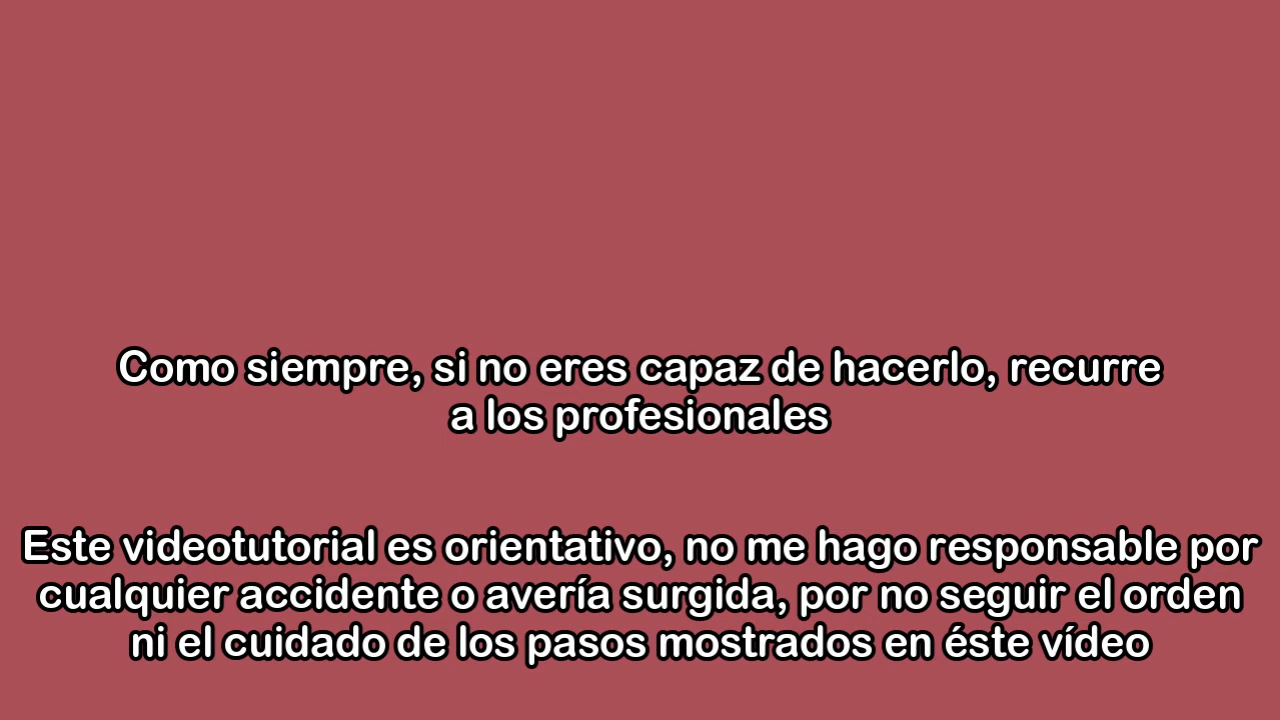 Como siempre, si no eres capaz de hacerlo, recurre
a los profesionales
Este videotutorial es orientativo, no me hago responsable por
cualquier accidente o avería surgida, por no seguir el orden
ni el cuidado de los pasos mostrados en éste vídeo